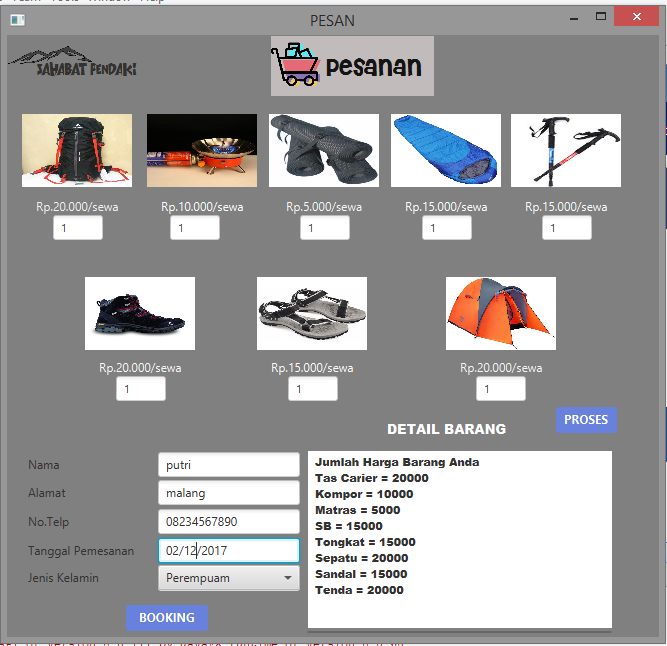 PESAN
SAHABAT PENDAKI
pesanan
Rp.20.000/sewa
Rp.10.000/sewa
Rp.5.000/sewa
Rp.15.000/sewa
Rp.15.000/sewa
1
1
1
1
1
Rp.20.000/sewa
Rp.15.000/sewa
Rp.20.000/sewa
1
1
1
PROSES
DETAIL BARANG
Nama
putri
Alamat
malang
No.Telp
08234567890
Tanggal Pemesanan
02/12/2017
Jenis Kelamin
Perempuan
BOOKING
Jumlah Harga Barang Anda
Tas Carier = 20000
Kompor = 10000
Matras = 5000
SB = 15000
Tongkat = 15000
Sepatu = 20000
Sandal = 15000
Tenda = 20000